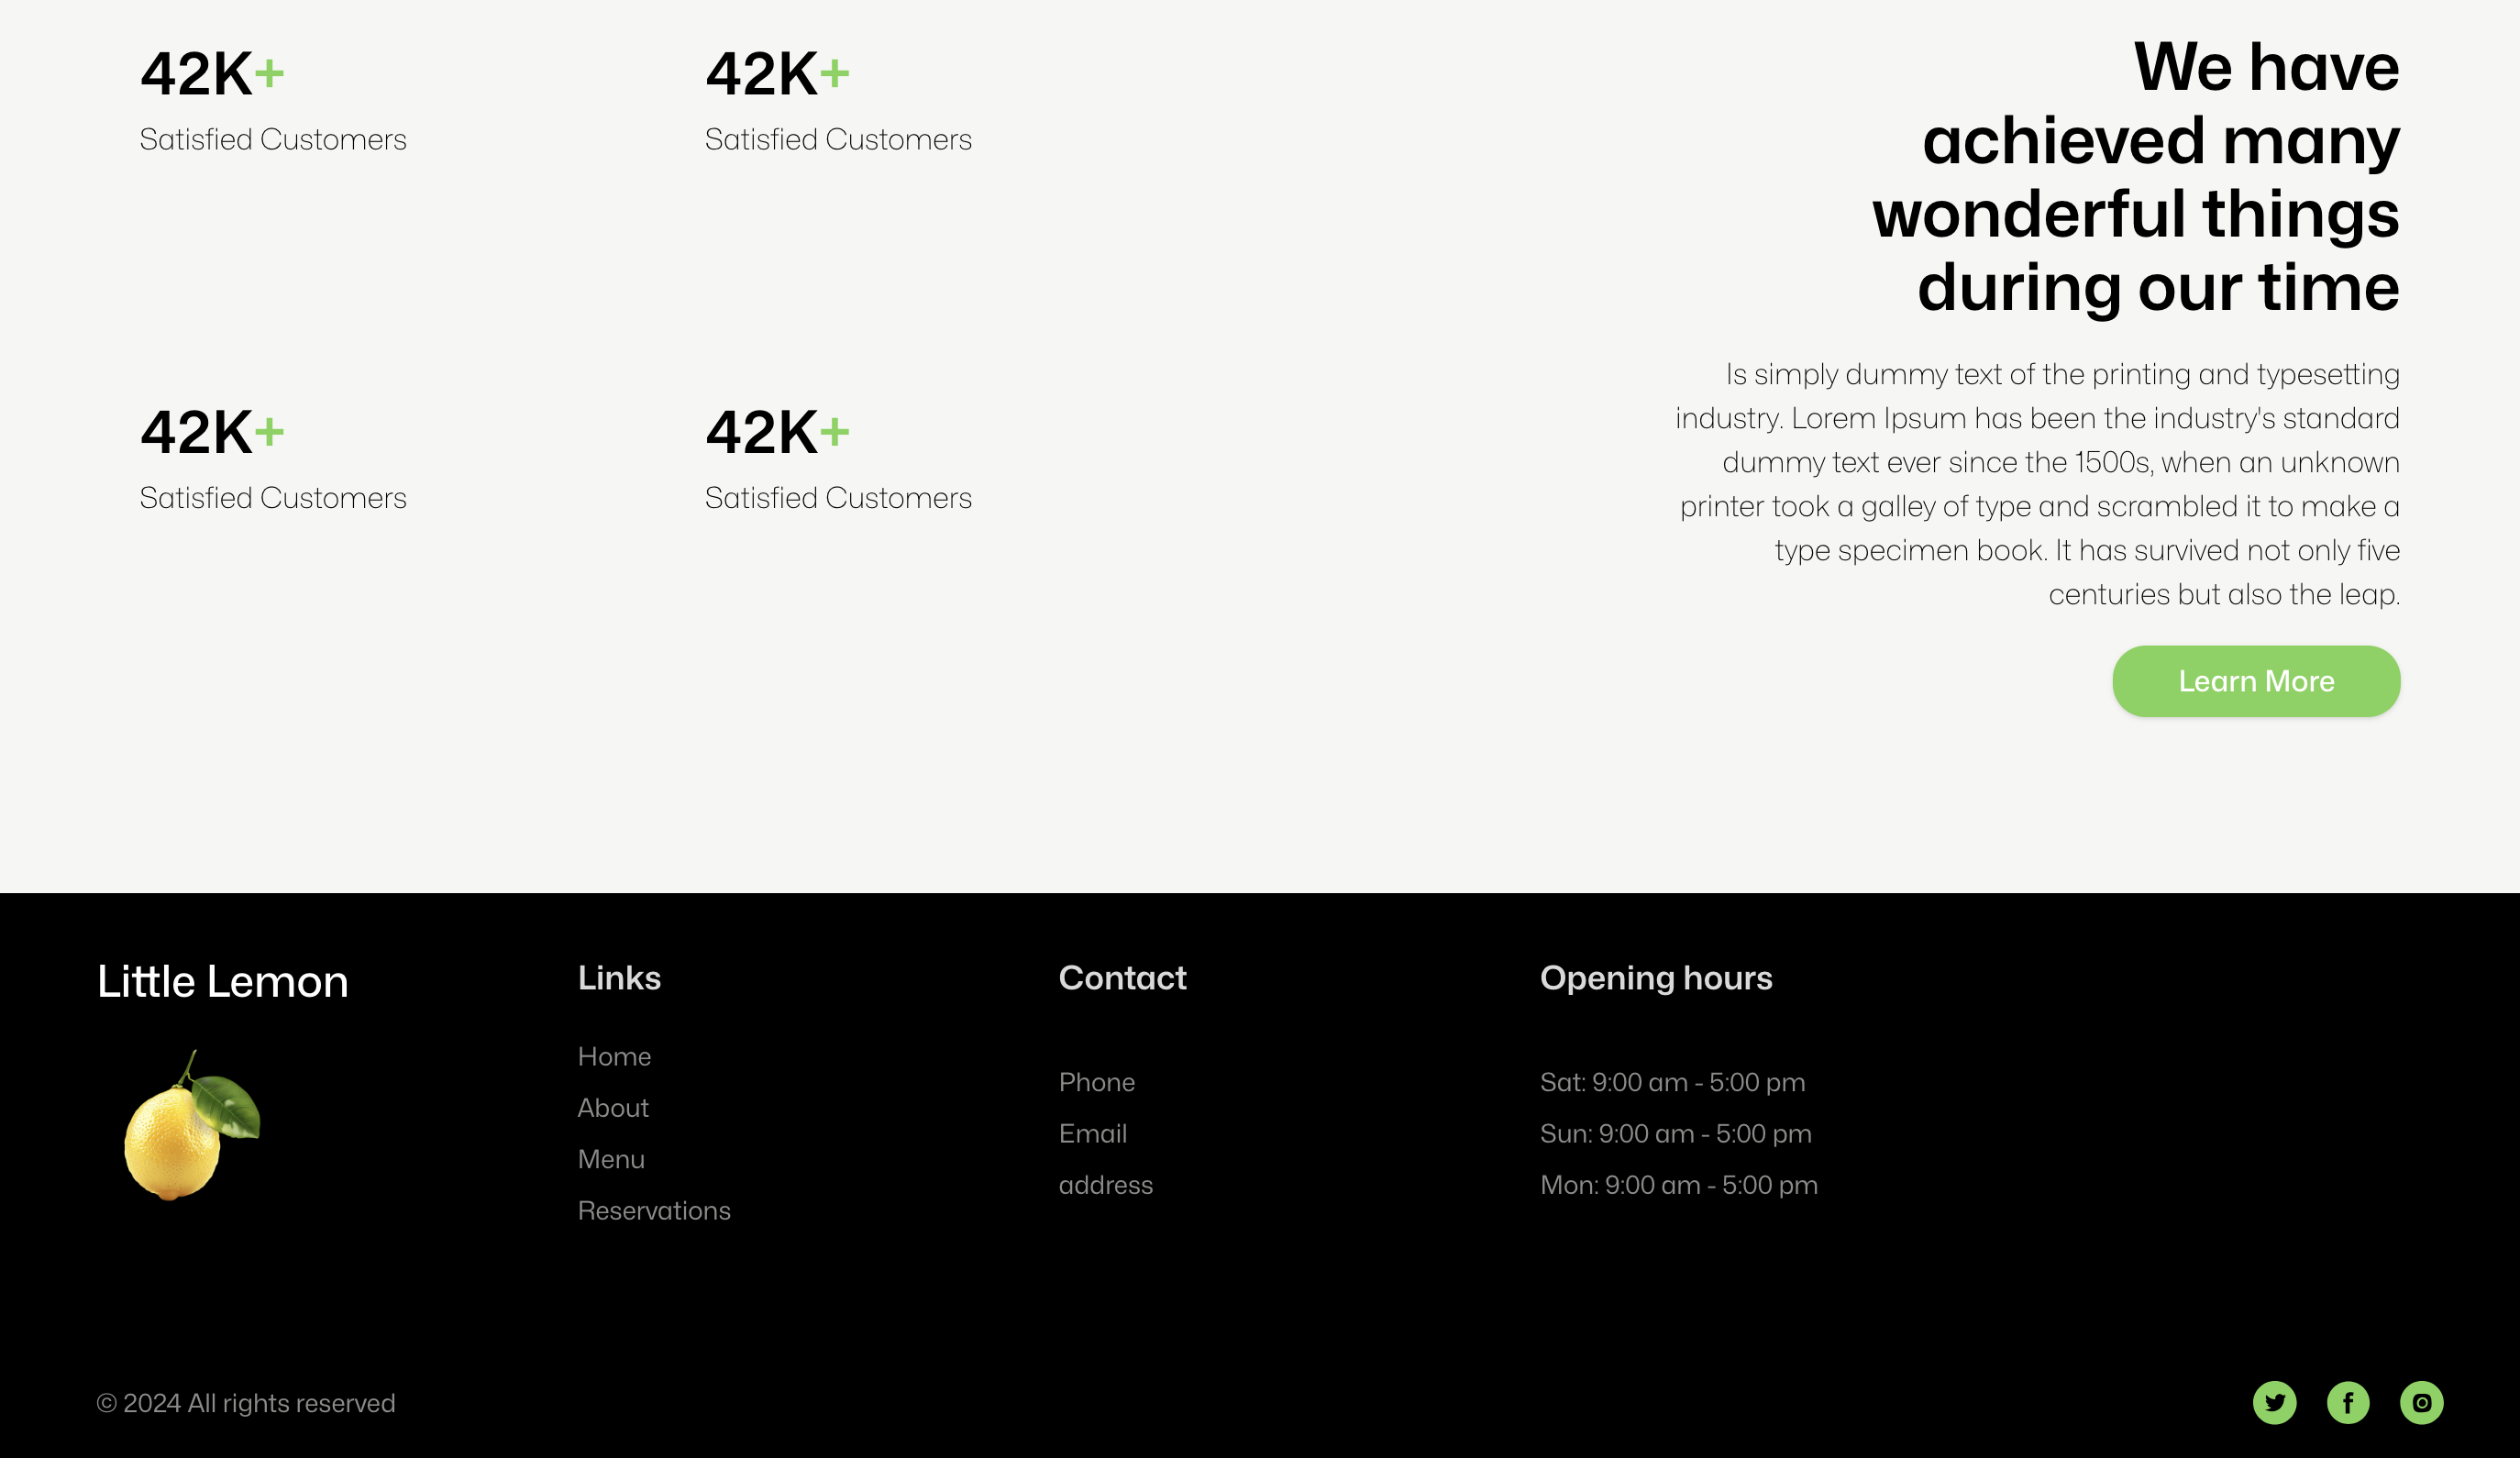 42K+
Satisfied Customers
42K+
Satisfied Customers
42K+
Satisfied Customers
42K+
Satisfied Customers
We have
achieved many
wonderful things
during our time
Is simply dummy text of the printing and typesetting
industry. Lorem Ipsum has been the industry's standard
dummy text ever since the 1500s, when an unknown
printer took a galley of type and scrambled it to make a
type specimen book. It has survived not only five
centuries but also the leap.
Learn More
Little Lemon
Links
Home
About
Menu
Reservations
Contact
Phone
Email
address
Opening hours
Sat: 9:00 am - 5:00 pm
Sun: 9:00 am - 5:00 pm
Mon: 9:00 am - 5:00 pm
© 2024 All rights reserved